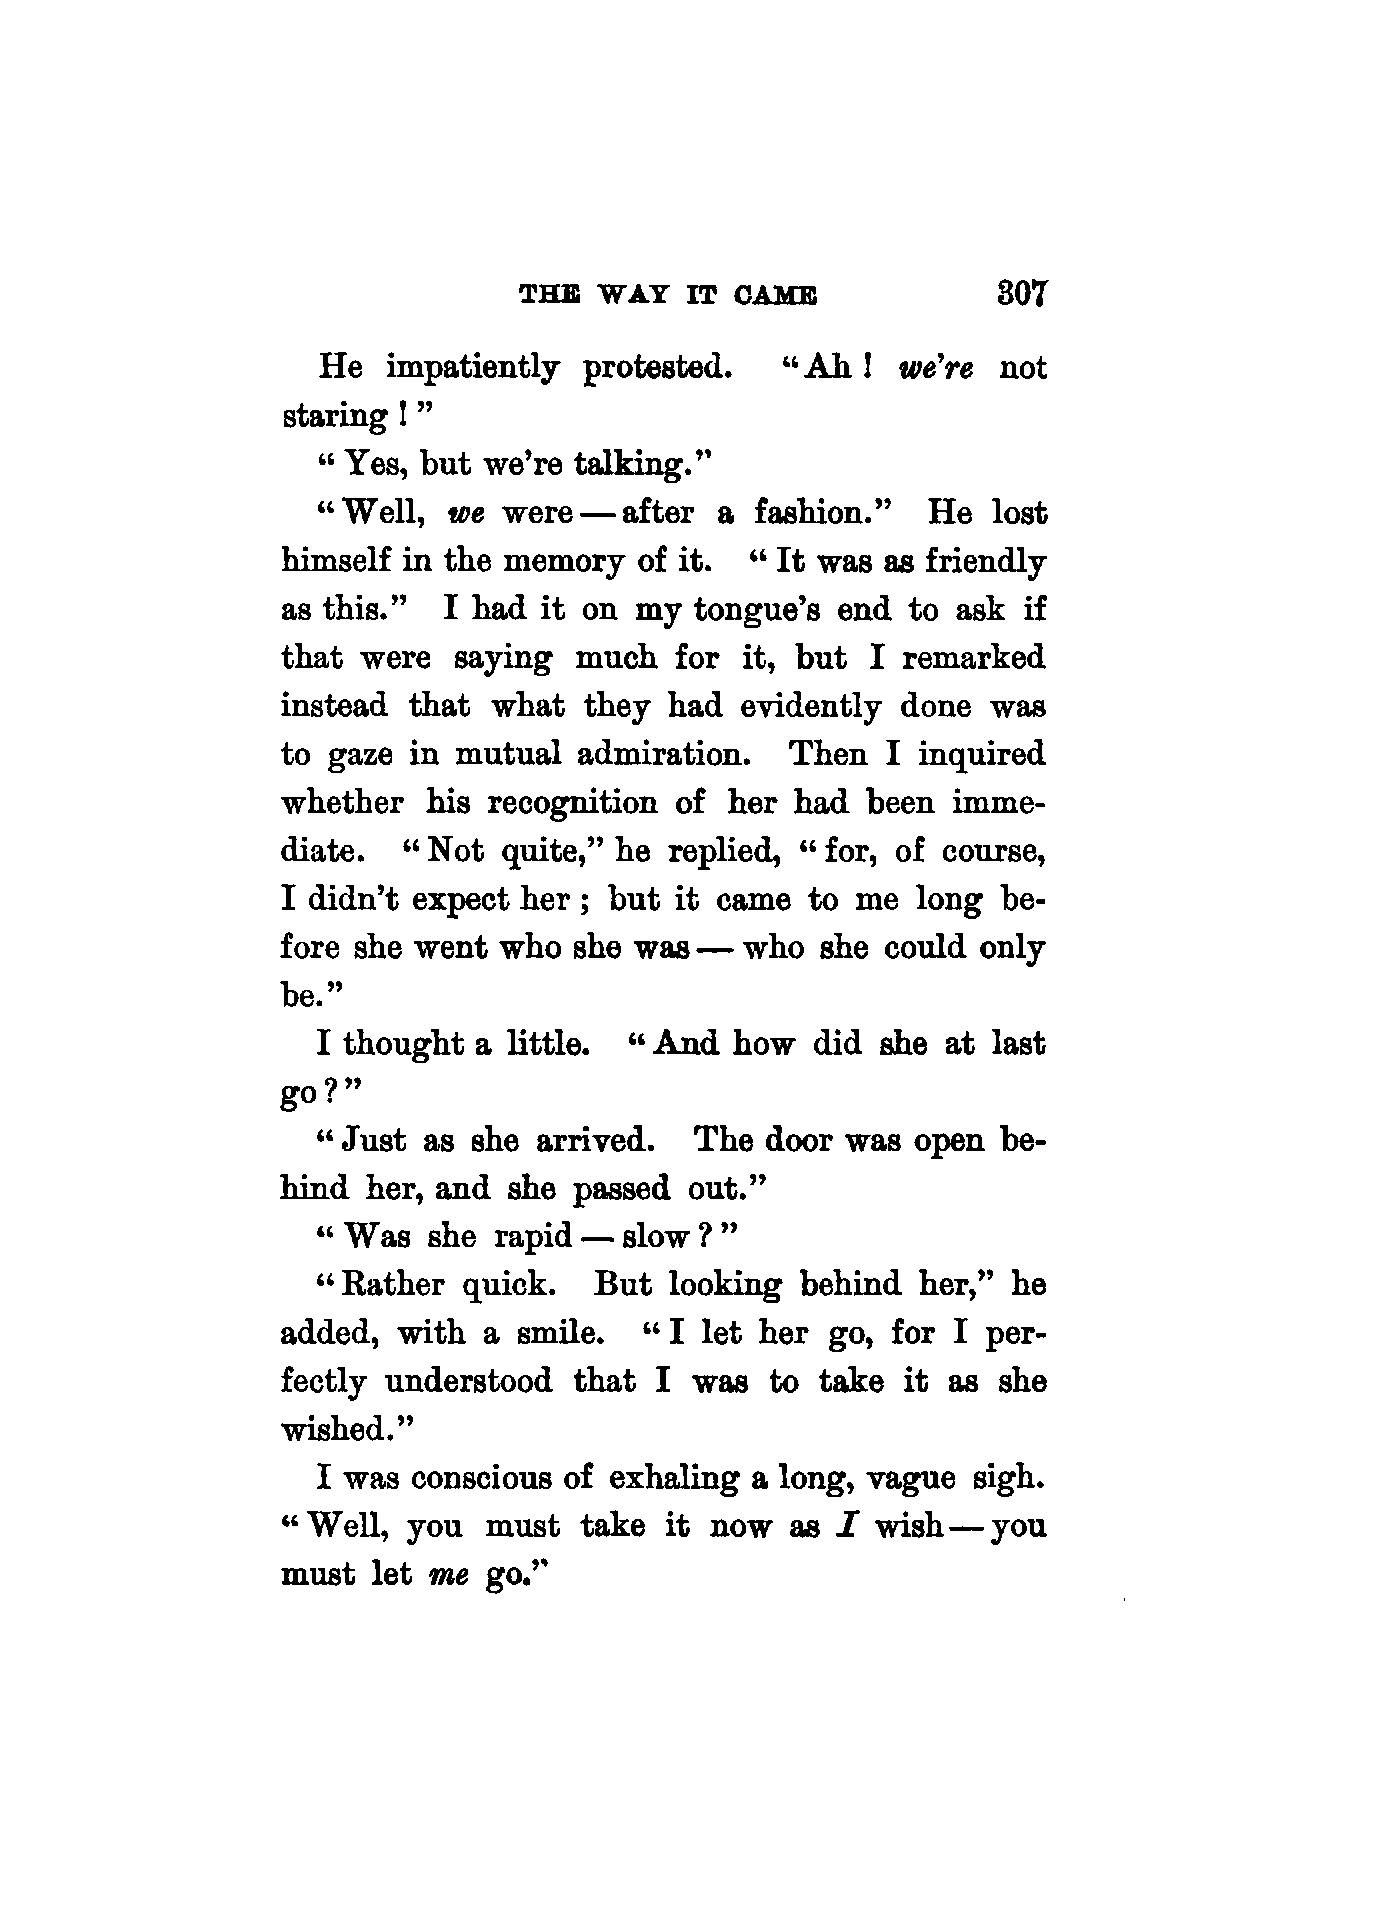 THE WAY IT CAME 307
He impatiently protested. "Ah! we're not
staring!"
"Yes, but we're talking."
"Well, we were—after a fashion." He lost
himself in the memory of it. "It was as friendly
as this." I had it on my tongue's end to ask if
that were saying much for it, but I remarked
instead that what they had evidently done was
to gaze in mutual admiration. Then I inquired
whether his recognition of her had been imme-
diate. "Not quite," he replied, "for, of course,
I didn't expect her; but it came to me long be-
fore she went who she was—who she could only
be."
I thought a little. "And how did she at last
go?"
"Just as she arrived. The door was open be-
hind her, and she passed out."
"Was she rapid—slow?"
"Rather quick. But looking behind her," he
added, with a smile. "I let her go, for I per-
fectly understood that I was to take it as she
wished."
I was conscious of exhaling a long, vague sigh.
"Well, you must take it now as I wish—you
must let me go."